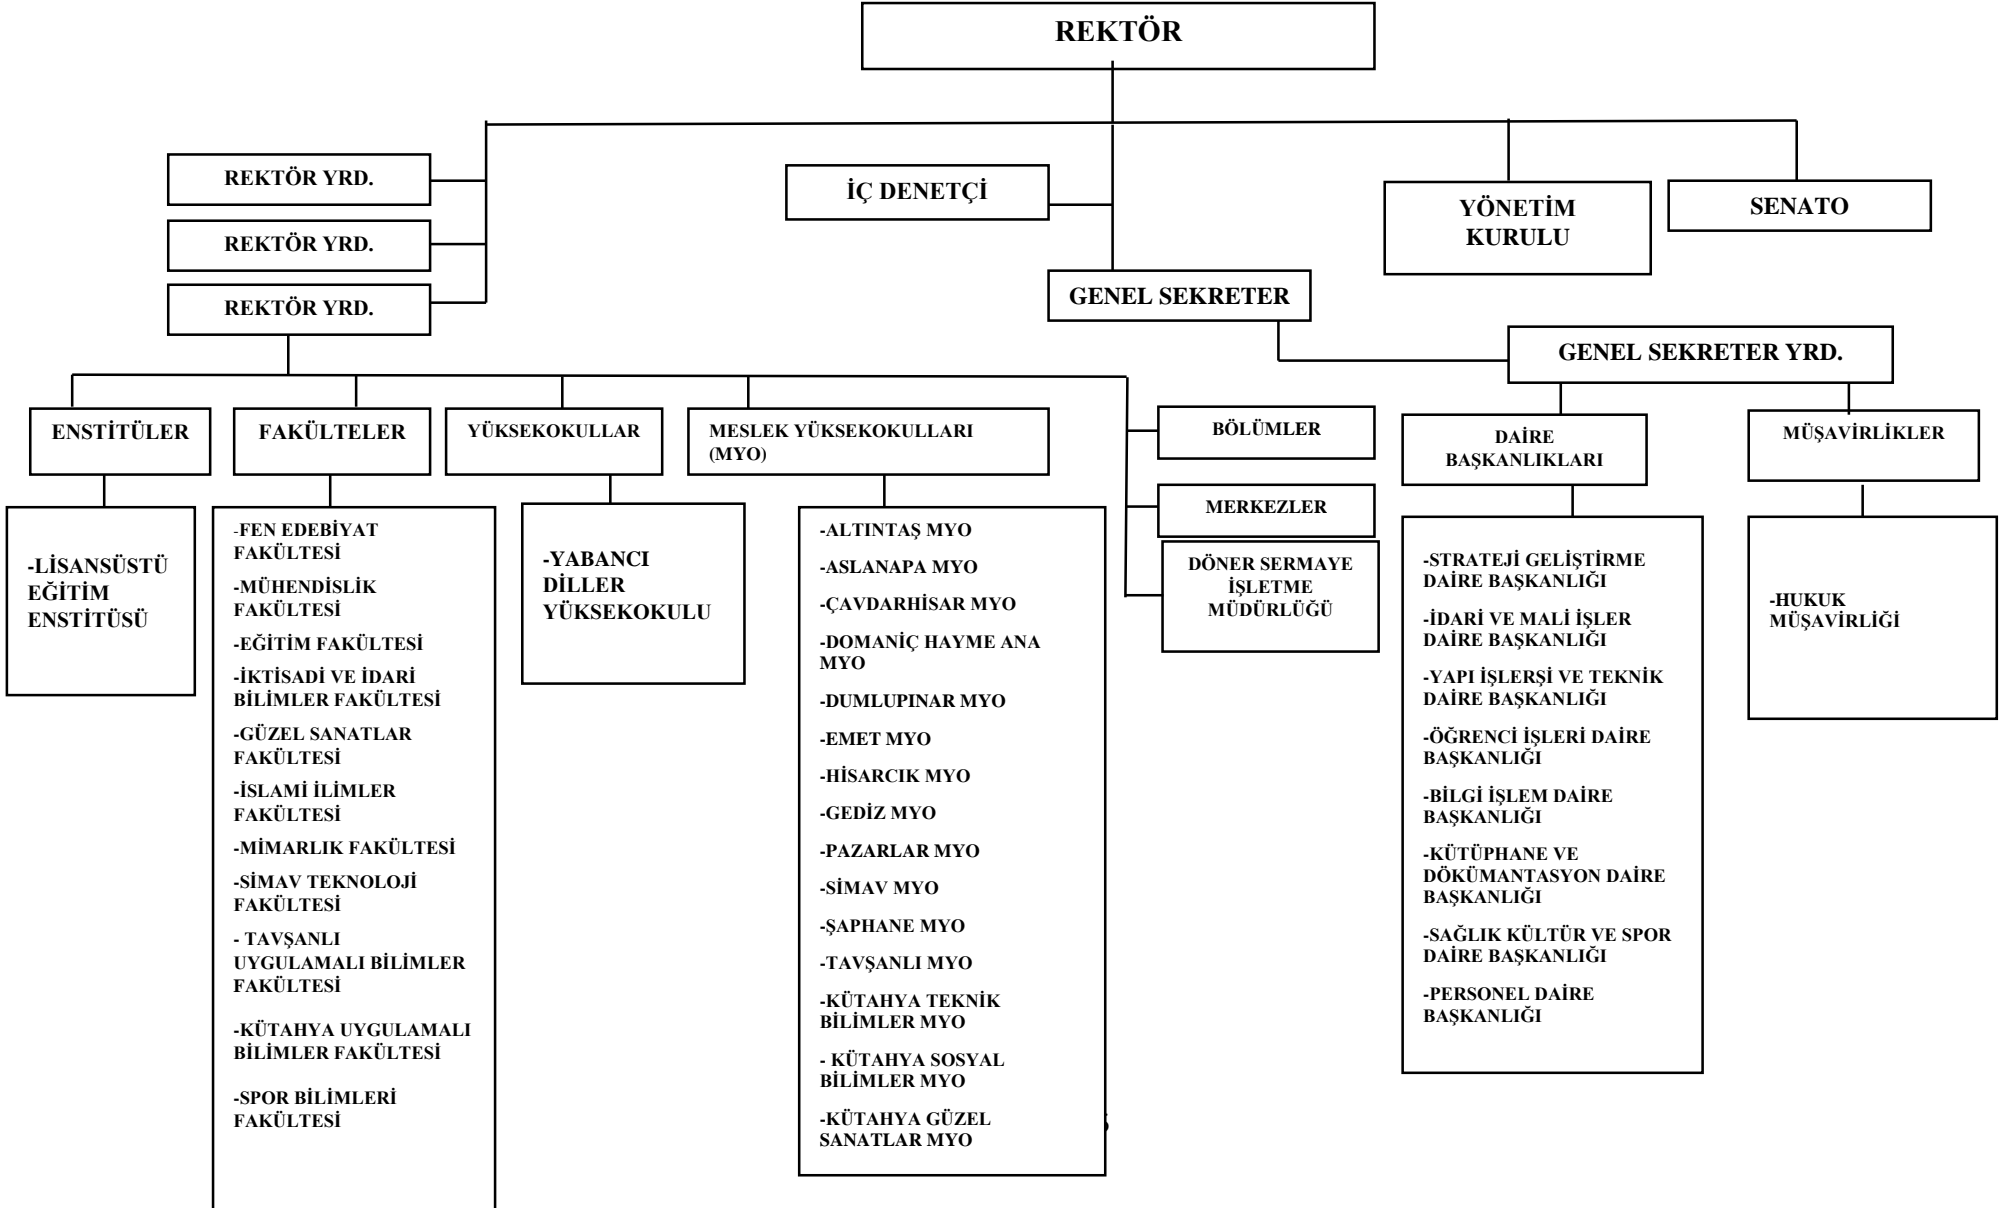 REKTÖR
REKTÖR YRD.
REKTÖR YRD.
REKTÖR YRD.
İÇ DENETÇİ
YÖNETİM
KURULU
SENATO
GENEL SEKRETER
GENEL SEKRETER YRD.
ENSTİTÜLER
FAKÜLTELER
YÜKSEKOKULLAR
MESLEK YÜKSEKOKULLARI
(MYO)
BÖLÜMLER
MERKEZLER
DÖNER SERMAYE
İŞLETME
MÜDÜRLÜĞÜ
DAİRE
BAŞKANLIKLARI
MÜŞAVİRLİKLER
-LİSANSÜSTÜ
EĞİTİM
ENSTİTÜSÜ
-FEN EDEBİYAT
FAKÜLTESİ
-MÜHENDİSLİK
FAKÜLTESİ
-EĞİTİM FAKÜLTESİ
-İKTİSADİ VE İDARİ
BİLİMLER FAKÜLTESİ
-GÜZEL SANATLAR
FAKÜLTESİ
-İSLAMİ İLİMLER
FAKÜLTESİ
-MİMARLIK FAKÜLTESİ
-SİMAV TEKNOLOJİ
FAKÜLTESİ
- TAVŞANLI
UYGULAMALI BİLİMLER
FAKÜLTESİ
-KÜTAHYA UYGULAMALI
BİLİMLER FAKÜLTESİ
-SPOR BİLİMLERİ
FAKÜLTESİ
-YABANCI
DİLLER
YÜKSEKOKULU
-ALTINTAŞ MYO
-ASLANAPA MYO
-ÇAVDARHİSAR MYO
-DOMANİÇ HAYME ANA
MYO
-DUMLUPINAR MYO
-EMET MYO
-HİSARCIK MYO
-GEDİZ MYO
-PAZARLAR MYO
-SİMAV MYO
-ŞAPHANE MYO
-TAVŞANLI MYO
-KÜTAHYA TEKNİK
BİLİMLER MYO
- KÜTAHYA SOSYAL
BİLİMLER MYO
-KÜTAHYA GÜZEL
SANATLAR MYO
-STRATEJİ GELİŞTİRME
DAİRE BAŞKANLIĞI
-İDARİ VE MALİ İŞLER
DAİRE BAŞKANLIĞI
-YAPI İŞLERŞİ VE TEKNİK
DAİRE BAŞKANLIĞI
-ÖĞRENCİ İŞLERİ DAİRE
BAŞKANLIĞI
-BİLGİ İŞLEM DAİRE
BAŞKANLIĞI
-KÜTÜPHANE VE
DÖKÜMANTASYON DAİRE
BAŞKANLIĞI
-SAĞLIK KÜLTÜR VE SPOR
DAİRE BAŞKANLIĞI
-PERSONEL DAİRE
BAŞKANLIĞI
-HUKUK
MÜŞAVİRLİĞİ